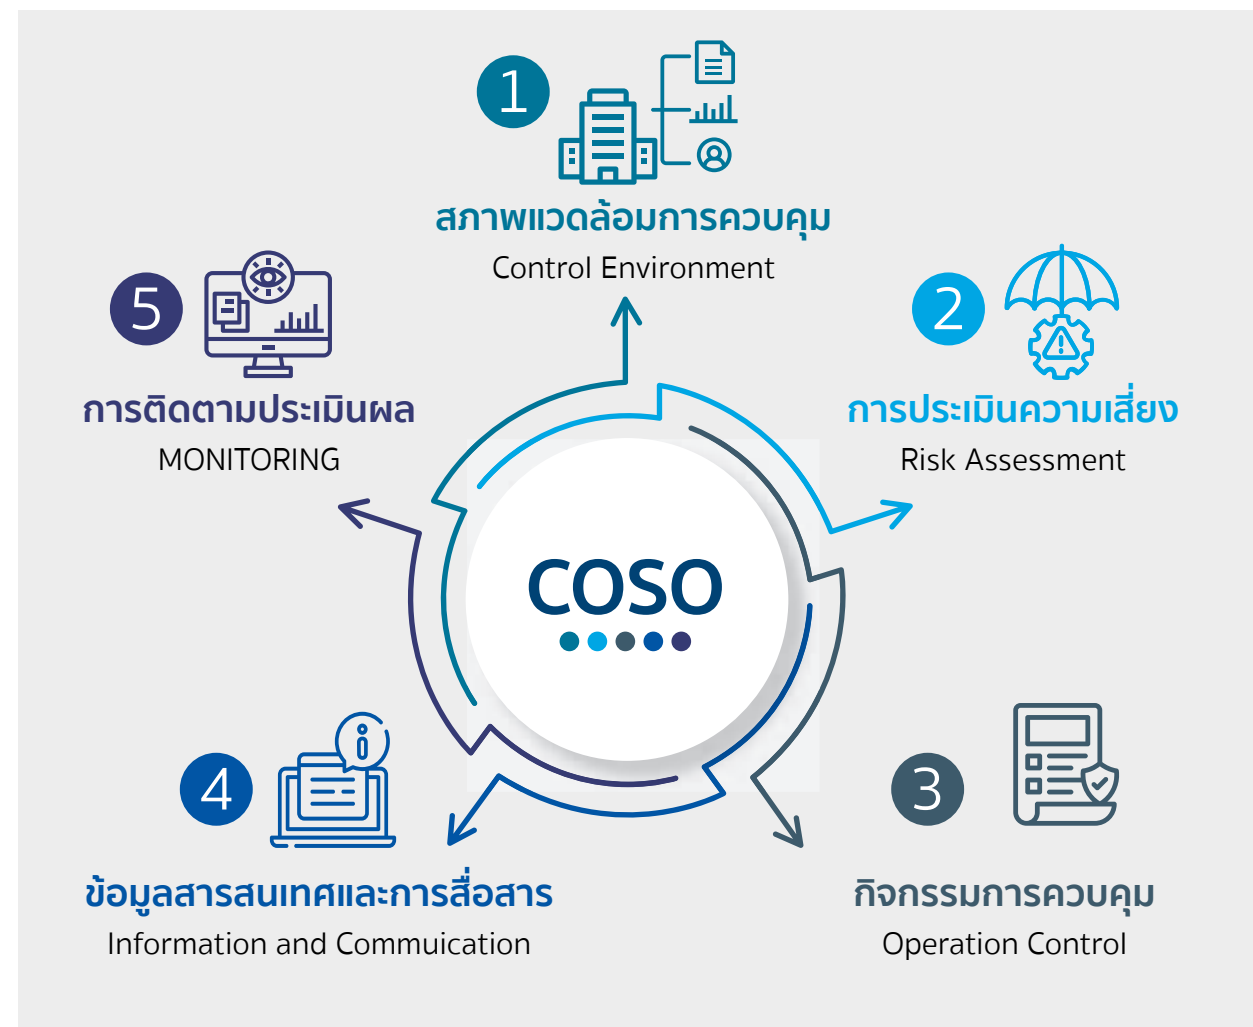 1
สภาพแวดล้อมการควบคุม
Control Environment
2
การประเมินความเสี่ยง
Risk Assessment
3
กิจกรรมการควบคุม
Operation Control
4
ข้อมูลสารสนเทศและการสื่อสาร
Information and Commuication
5
การติดตามประเมินผล
MONITORING
COSO